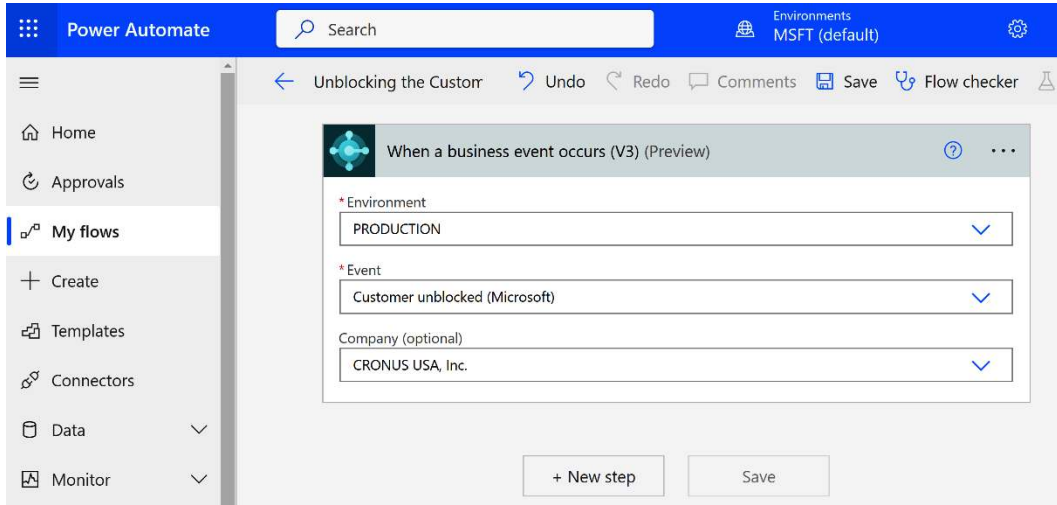 Power Automate
Search
Environments
MSFT (default)
Unblocking the Custom
Undo
Redo
Comments
Save
Flow checker
Home
Approvals
My flows
Create
Templates
Connectors
Data
Monitor
When a business event occurs (V3) (Preview)
* Environment
PRODUCTION
* Event
Customer unblocked (Microsoft)
Company (optional)
CRONUS USA, Inc.
+ New step
Save